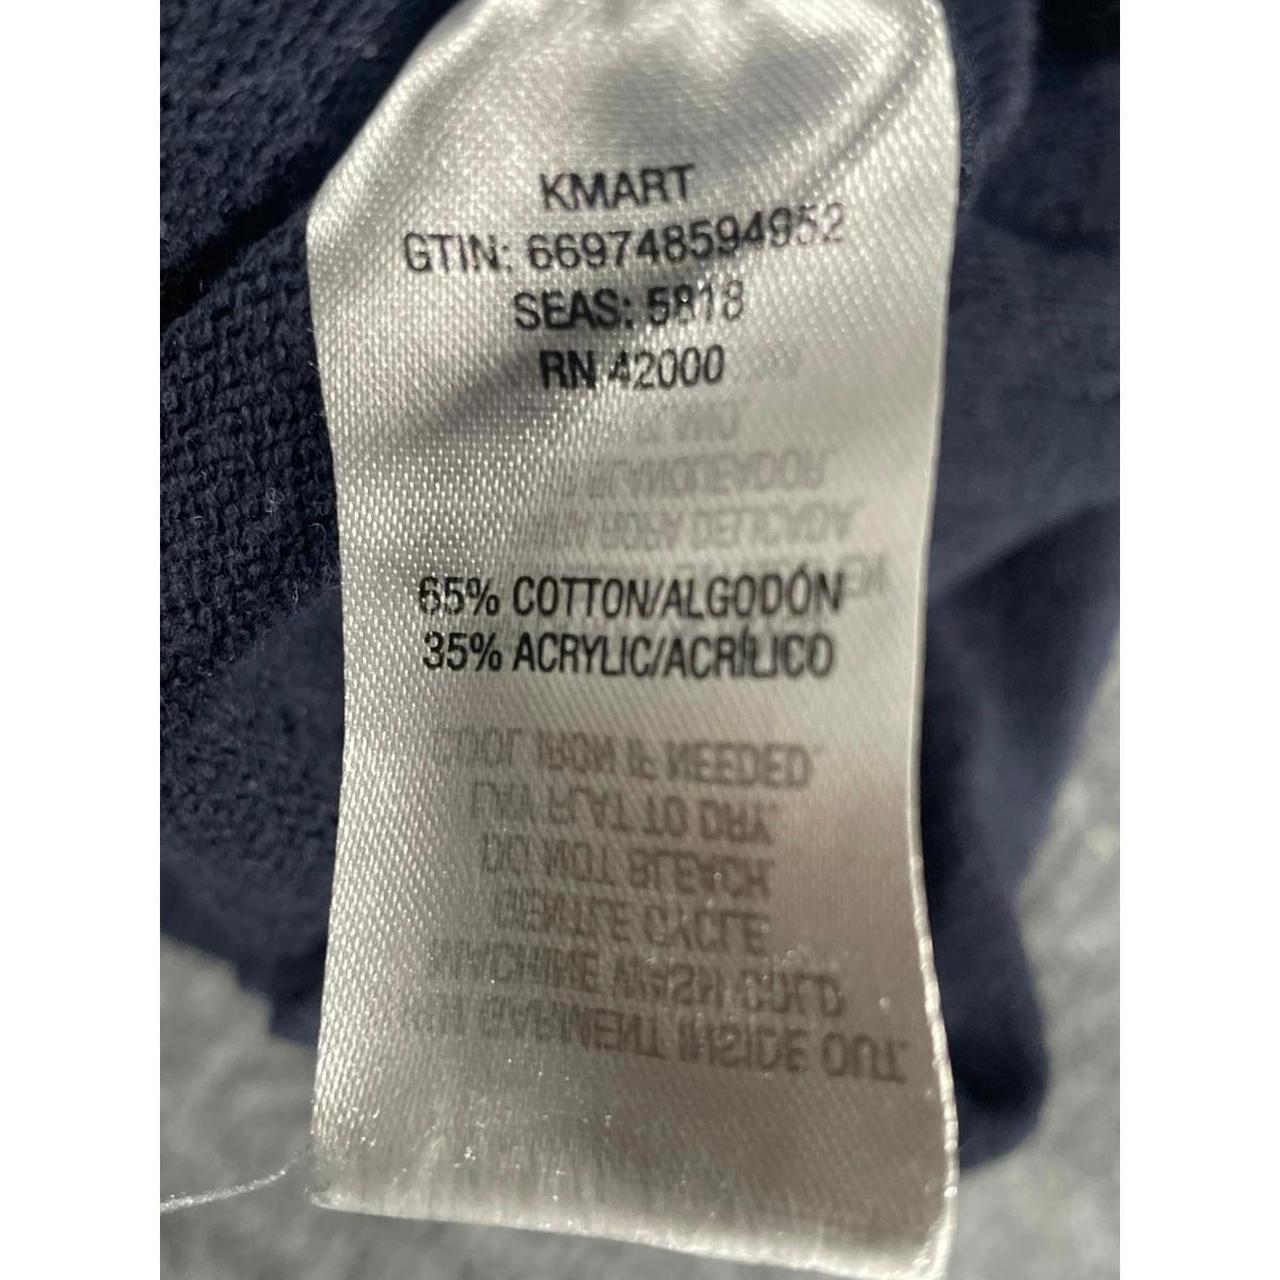 KMART
GTIN: 669748594952
SEAS: 5818
RN 42000
65% COTTON/ALGODÓN
35% ACRYLIC/ACRÍLICO
COOL IRON IF NEEDED.
LAY FLAT TO DRY.
DO NOT BLEACH.
GENTLE CYCLE
MACHINE WASH COLD
GARMENT INSIDE OUT.